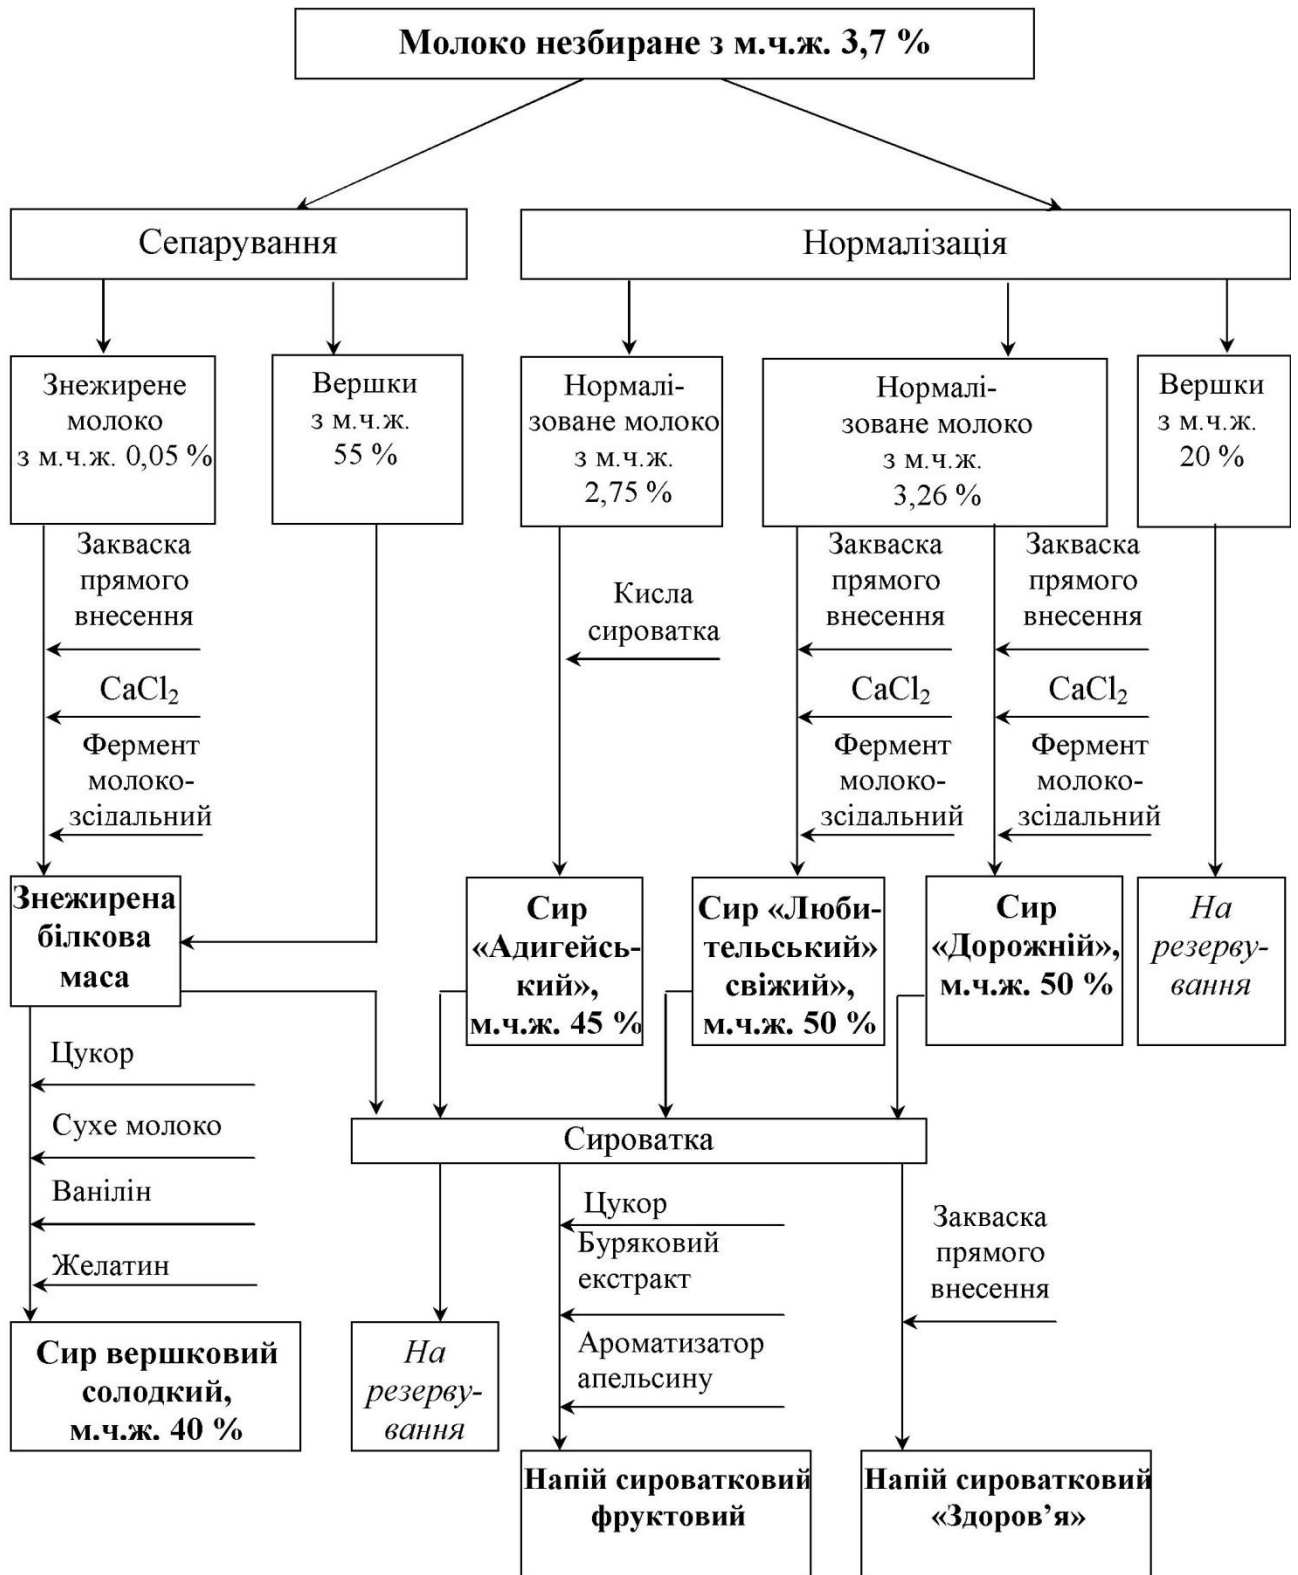 Молоко незбиране з м.ч.ж. 3,7 %
Сепарування
Нормалізація
Знежирене
молоко
з м.ч.ж. 0,05 %
Вершки
з м.ч.ж.
55 %
Нормалі-
зоване молоко
з м.ч.ж.
2,75 %
Нормалі-
зоване молоко
з м.ч.ж.
3,26 %
Вершки
з м.ч.ж.
20 %
Закваска
прямого
внесення
CaCl₂
Фермент
молоко-
зсідальний
Кисла
сироватка
Закваска
прямого
внесення
CaCl₂
Фермент
молоко-
зсідальний
Закваска
прямого
внесення
CaCl₂
Фермент
молоко-
зсідальний
Знежирена
білкова
маса
Сир
«Адигейсь-
кий»,
м.ч.ж. 45 %
Сир «Люби-
тельський»
свіжий»,
м.ч.ж. 50 %
Сир
«Дорожній»,
м.ч.ж. 50 %
На
резерву-
вання
Цукор
Сухе молоко
Ванілін
Желатин
Сироватка
Цукор
Буряковий
екстракт
Ароматизатор
апельсину
Закваска
прямого
внесення
Сир вершковий
солодкий,
м.ч.ж. 40 %
На
резерву-
вання
Напій сироватковий
фруктовий
Напій сироватковий
«Здоров’я»